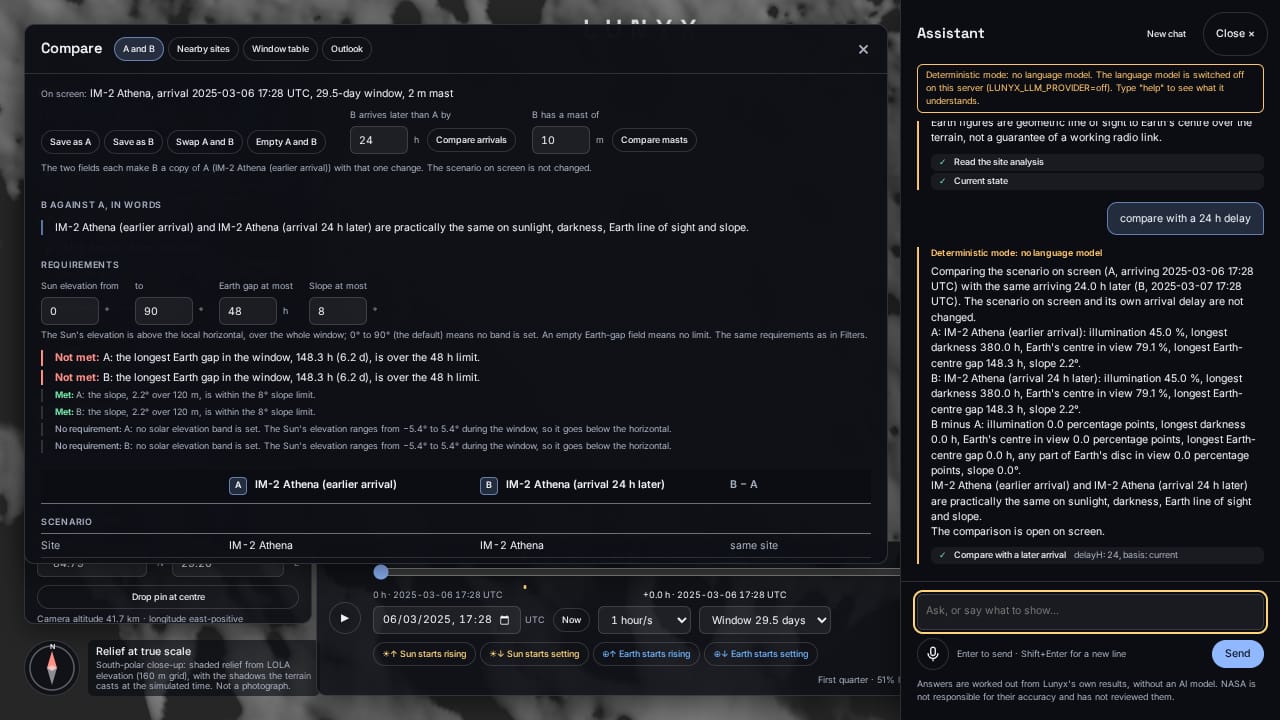 LUNYX
Compare
A and B
Nearby sites
Window table
Outlook
×
On screen: IM-2 Athena, arrival 2025-03-06 17:28 UTC, 29.5-day window, 2 m mast
B arrives later than A by
B has a mast of
Save as A
Save as B
Swap A and B
Empty A and B
24
h
Compare arrivals
10
m
Compare masts
The two fields each make B a copy of A (IM-2 Athena (earlier arrival)) with that one change. The scenario on screen is not changed.
B AGAINST A, IN WORDS
IM-2 Athena (earlier arrival) and IM-2 Athena (arrival 24 h later) are practically the same on sunlight, darkness, Earth line of sight and slope.
REQUIREMENTS
Sun elevation from
to
Earth gap at most
Slope at most
0 °
90 °
48 h
8 °
The Sun's elevation is above the local horizontal, over the whole window; 0° to 90° (the default) means no band is set. An empty Earth-gap field means no limit. The same requirements as in Filters.
Not met: A: the longest Earth gap in the window, 148.3 h (6.2 d), is over the 48 h limit.
Not met: B: the longest Earth gap in the window, 148.3 h (6.2 d), is over the 48 h limit.
Met: A: the slope, 2.2° over 120 m, is within the 8° slope limit.
Met: B: the slope, 2.2° over 120 m, is within the 8° slope limit.
No requirement: A: no solar elevation band is set. The Sun's elevation ranges from −5.4° to 5.4° during the window, so it goes below the horizontal.
No requirement: B: no solar elevation band is set. The Sun's elevation ranges from −5.4° to 5.4° during the window, so it goes below the horizontal.
A IM-2 Athena (earlier arrival)
B IM-2 Athena (arrival 24 h later)
B − A
SCENARIO
Site
IM-2 Athena
IM-2 Athena
same site
Drop pin at centre
Camera altitude 41.7 km · longitude east-positive
N
Relief at true scale
South-polar close-up: shaded relief from LOLA
elevation (160 m grid), with the shadows the terrain
casts at the simulated time. Not a photograph.
0 h · 2025-03-06 17:28 UTC
+0.0 h · 2025-03-06 17:28 UTC
06/03/2025, 17:28
UTC
Now
1 hour/s
Window 29.5 days
☀↑ Sun starts rising
☀↓ Sun starts setting
⊕↑ Earth starts rising
⊕↓ Earth starts setting
First quarter · 51%
Assistant
New chat
Close ×
Deterministic mode: no language model. The language model is switched off
on this server (LUNYX_LLM_PROVIDER=off). Type "help" to see what it
understands.
Earth figures are geometric line of sight to Earth's centre over the
terrain, not a guarantee of a working radio link.
✓ Read the site analysis
✓ Current state
compare with a 24 h delay
Deterministic mode: no language model
Comparing the scenario on screen (A, arriving 2025-03-06 17:28
UTC) with the same arriving 24.0 h later (B, 2025-03-07 17:28
UTC). The scenario on screen and its own arrival delay are not
changed.
A: IM-2 Athena (earlier arrival): illumination 45.0 %, longest
darkness 380.0 h, Earth's centre in view 79.1 %, longest Earth-
centre gap 148.3 h, slope 2.2°.
B: IM-2 Athena (arrival 24 h later): illumination 45.0 %, longest
darkness 380.0 h, Earth's centre in view 79.1 %, longest Earth-
centre gap 148.3 h, slope 2.2°.
B minus A: illumination 0.0 percentage points, longest darkness
0.0 h, Earth's centre in view 0.0 percentage points, longest Earth-
centre gap 0.0 h, any part of Earth's disc in view 0.0 percentage
points, slope 0.0°.
IM-2 Athena (earlier arrival) and IM-2 Athena (arrival 24 h later)
are practically the same on sunlight, darkness, Earth line of sight
and slope.
The comparison is open on screen.
✓ Compare with a later arrival delayH: 24, basis: current
Ask, or say what to show...
Enter to send · Shift+Enter for a new line
Send
Answers are worked out from Lunyx's own results, without an AI model. NASA is
not responsible for their accuracy and has not reviewed them.